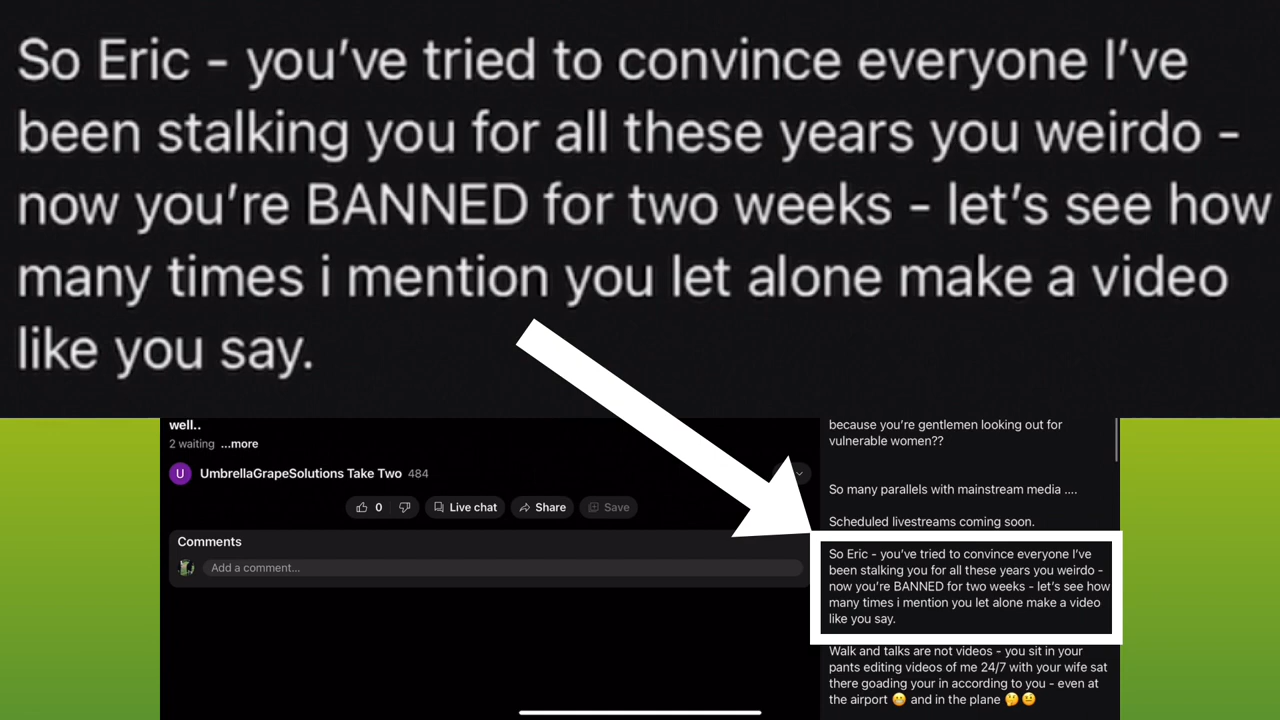 So Eric - you’ve tried to convince everyone I’ve
been stalking you for all these years you weirdo -
now you’re BANNED for two weeks - let’s see how
many times i mention you let alone make a video
like you say.
well..
2 waiting ...more
U UmbrellaGrapeSolutions Take Two 484
0 Live chat Share Save
Comments
Add a comment...
because you’re gentlemen looking out for
vulnerable women??
So many parallels with mainstream media ....
Scheduled livestreams coming soon.
So Eric - you’ve tried to convince everyone I’ve
been stalking you for all these years you weirdo -
now you’re BANNED for two weeks - let’s see how
many times i mention you let alone make a video
like you say.
Walk and talks are not videos - you sit in your
pants editing videos of me 24/7 with your wife sat
there goading your in according to you - even at
the airport 😀 and in the plane 🤔😐